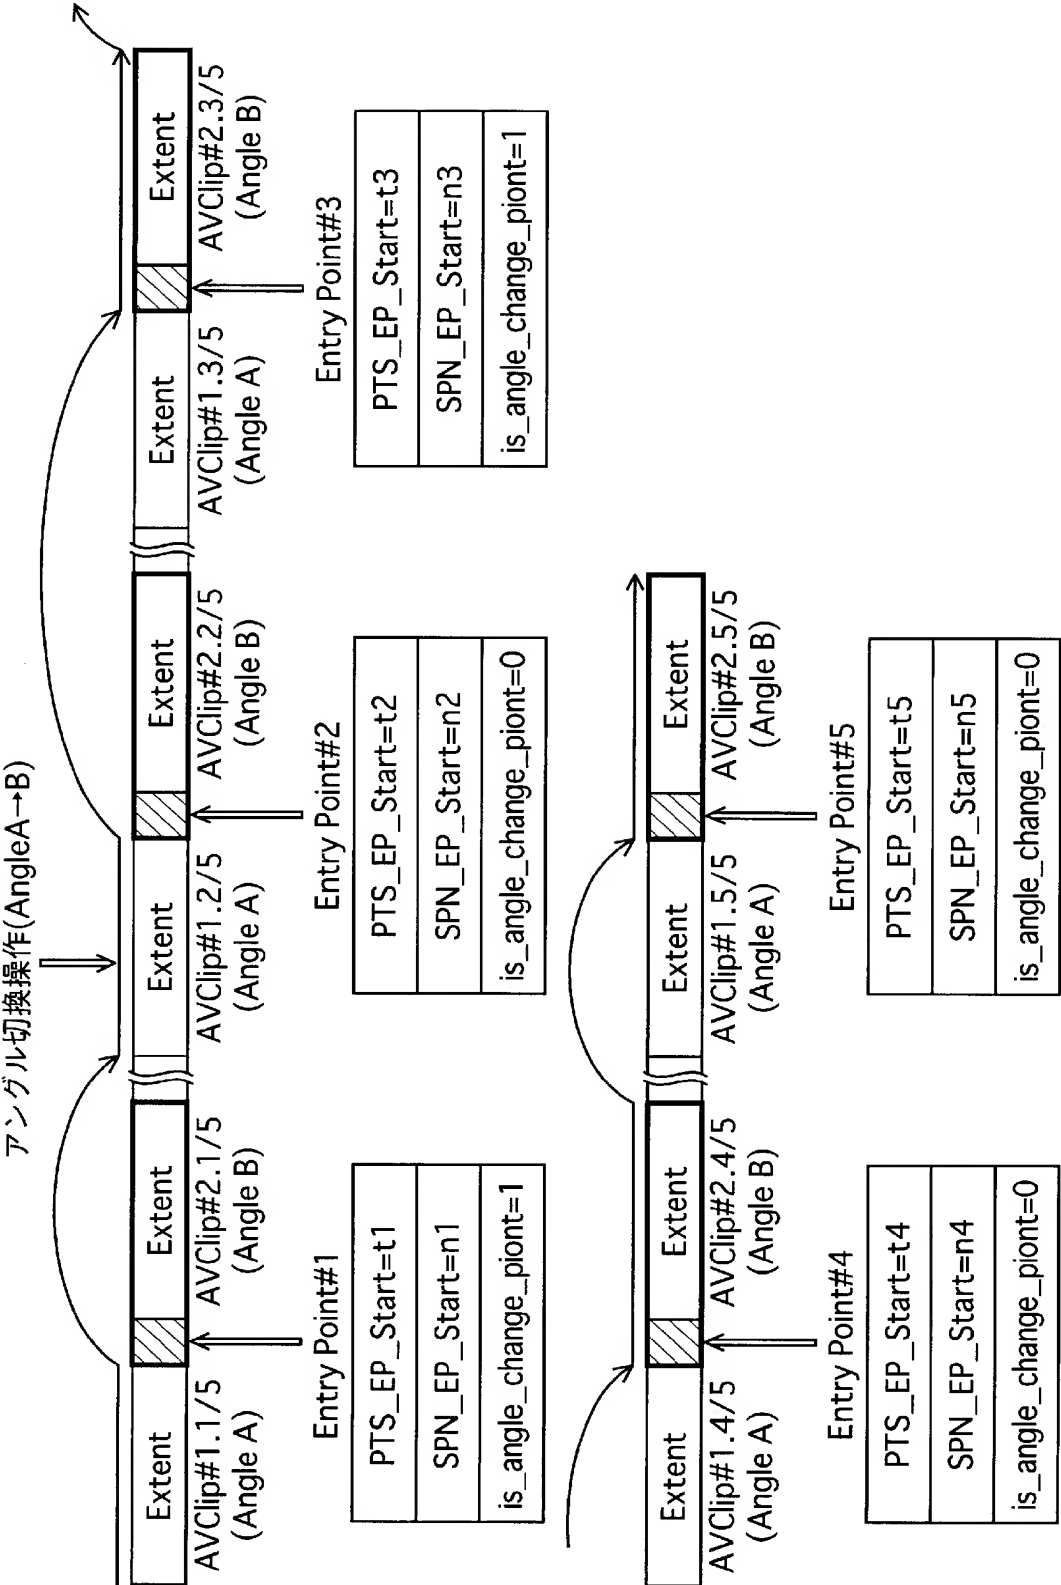 アングル切換操作(AngleA→B)
Extent
Extent
Extent
Extent
Extent
Extent
AVClip#1.1/5
(Angle A)
AVClip#2.1/5
(Angle B)
AVClip#1.2/5
(Angle A)
AVClip#2.2/5
(Angle B)
AVClip#1.3/5
(Angle A)
AVClip#2.3/5
(Angle B)
Entry Point#1
PTS_EP_Start=t1
SPN_EP_Start=n1
is_angle_change_piont=1
Entry Point#2
PTS_EP_Start=t2
SPN_EP_Start=n2
is_angle_change_piont=0
Entry Point#3
PTS_EP_Start=t3
SPN_EP_Start=n3
is_angle_change_piont=1
Extent
Extent
Extent
Extent
AVClip#1.4/5
(Angle A)
AVClip#2.4/5
(Angle B)
AVClip#1.5/5
(Angle A)
AVClip#2.5/5
(Angle B)
Entry Point#4
PTS_EP_Start=t4
SPN_EP_Start=n4
is_angle_change_piont=0
Entry Point#5
PTS_EP_Start=t5
SPN_EP_Start=n5
is_angle_change_piont=0